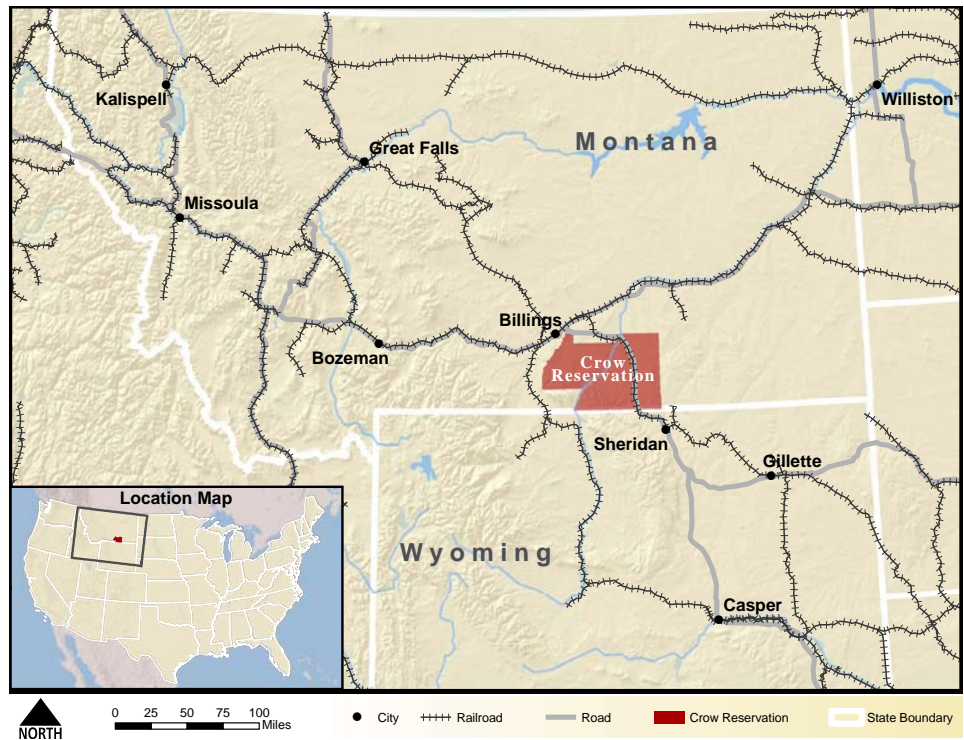 Kalispell
Williston
Montana
Great Falls
Missoula
Billings
Bozeman
Crow
Reservation
Sheridan
Gillette
Location Map
Wyoming
Casper
NORTH
0 25 50 75 100
Miles
City
Railroad
Road
Crow Reservation
State Boundary